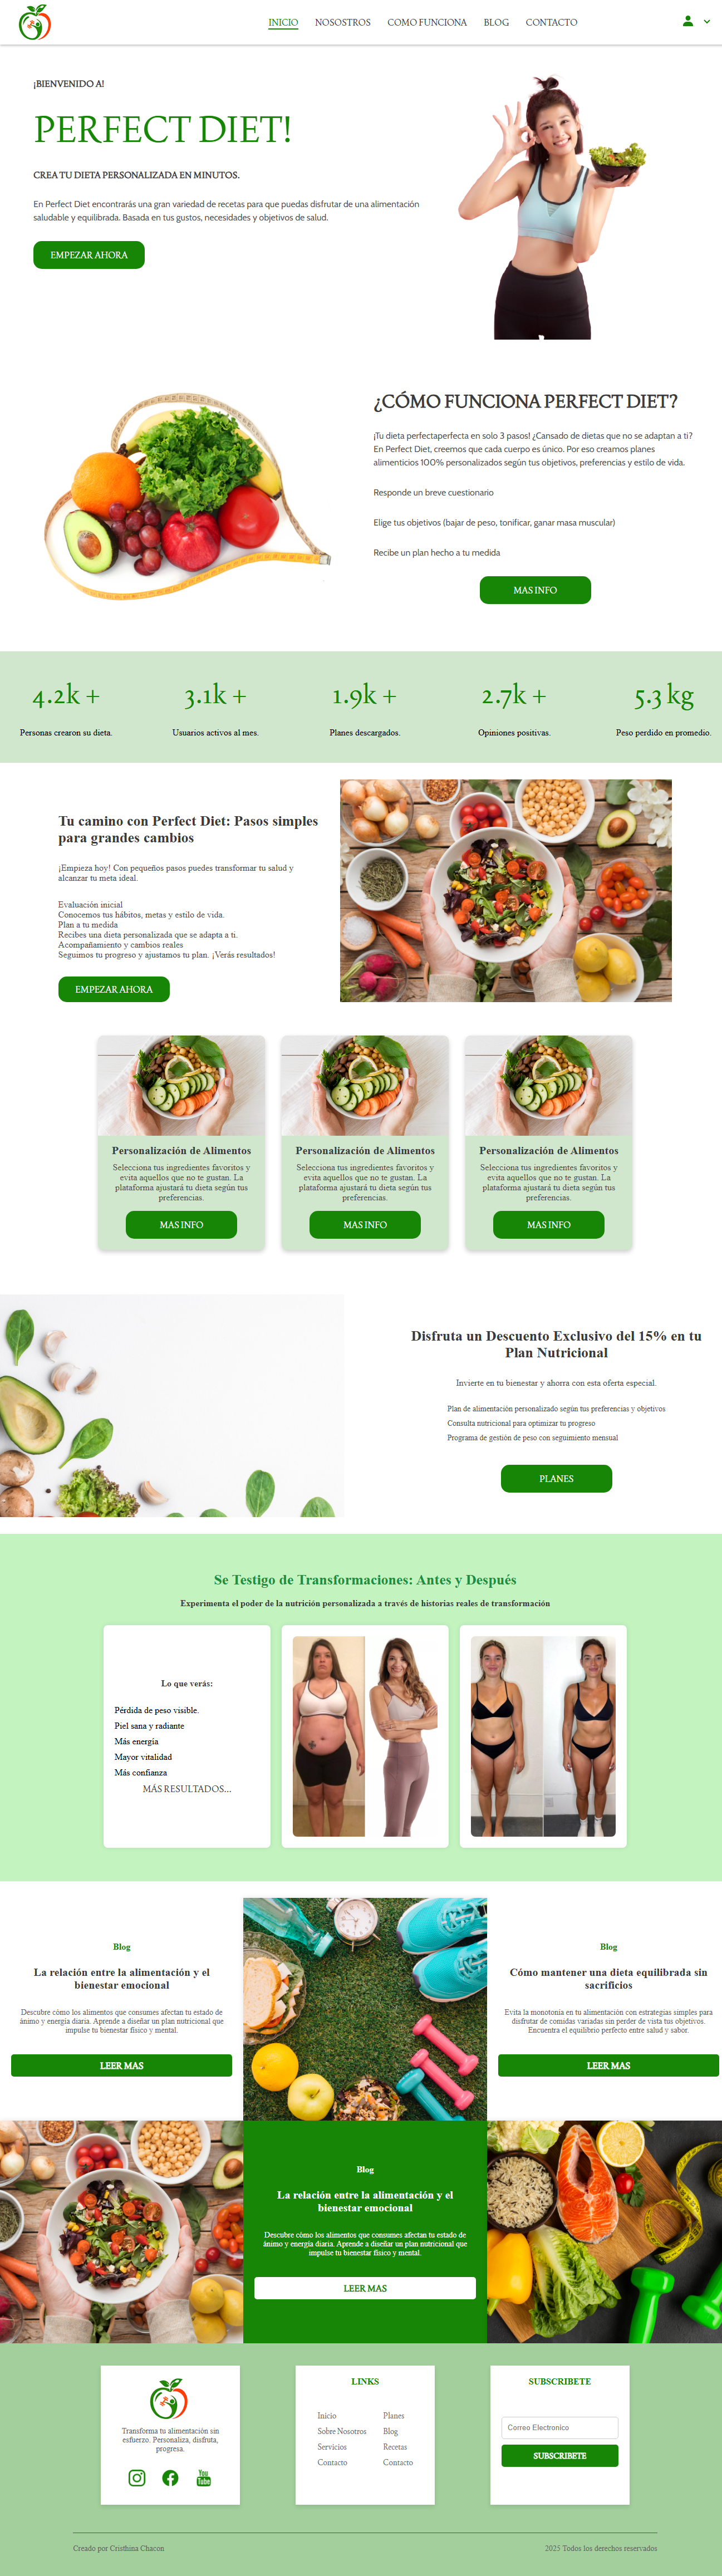 INICIO NOSOSTROS COMO FUNCIONA BLOG CONTACTO
¡BIENVENIDO A!
PERFECT DIET!
CREA TU DIETA PERSONALIZADA EN MINUTOS.
En Perfect Diet encontrarás una gran variedad de recetas para que puedas disfrutar de una alimentación
saludable y equilibrada. Basada en tus gustos, necesidades y objetivos de salud.
EMPEZAR AHORA
¿CÓMO FUNCIONA PERFECT DIET?
¡Tu dieta perfectaperfecta en solo 3 pasos! ¿Cansado de dietas que no se adaptan a ti?
En Perfect Diet, creemos que cada cuerpo es único. Por eso creamos planes
alimenticios 100% personalizados según tus objetivos, preferencias y estilo de vida.
Responde un breve cuestionario
Elige tus objetivos (bajar de peso, tonificar, ganar masa muscular)
Recibe un plan hecho a tu medida
MAS INFO
4.2k + 3.1k + 1.9k + 2.7k + 5.3 kg
Personas crearon su dieta. Usuarios activos al mes. Planes descargados. Opiniones positivas. Peso perdido en promedio.
Tu camino con Perfect Diet: Pasos simples
para grandes cambios
¡Empieza hoy! Con pequeños pasos puedes transformar tu salud y
alcanzar tu meta ideal.
Evaluación inicial
Conocemos tus hábitos, metas y estilo de vida.
Plan a tu medida
Recibes una dieta personalizada que se adapta a ti.
Acompañamiento y cambios reales
Seguimos tu progreso y ajustamos tu plan. ¡Verás resultados!
EMPEZAR AHORA
Personalización de Alimentos
Selecciona tus ingredientes favoritos y
evita aquellos que no te gustan. La
plataforma ajustará tu dieta según tus
preferencias.
MAS INFO
Personalización de Alimentos
Selecciona tus ingredientes favoritos y
evita aquellos que no te gustan. La
plataforma ajustará tu dieta según tus
preferencias.
MAS INFO
Personalización de Alimentos
Selecciona tus ingredientes favoritos y
evita aquellos que no te gustan. La
plataforma ajustará tu dieta según tus
preferencias.
MAS INFO
Disfruta un Descuento Exclusivo del 15% en tu
Plan Nutricional
Invierte en tu bienestar y ahorra con esta oferta especial.
Plan de alimentación personalizado según tus preferencias y objetivos
Consulta nutricional para optimizar tu progreso
Programa de gestión de peso con seguimiento mensual
PLANES
Se Testigo de Transformaciones: Antes y Después
Experimenta el poder de la nutrición personalizada a través de historias reales de transformación
Lo que verás:
Pérdida de peso visible.
Piel sana y radiante
Más energía
Mayor vitalidad
Más confianza
MÁS RESULTADOS...
Blog
La relación entre la alimentación y el
bienestar emocional
Descubre cómo los alimentos que consumes afectan tu estado de
ánimo y energía diaria. Aprende a diseñar un plan nutricional que
impulse tu bienestar físico y mental.
LEER MAS
Blog
Cómo mantener una dieta equilibrada sin
sacrificios
Evita la monotonía en tu alimentación con estrategias simples para
disfrutar de comidas variadas sin perder de vista tus objetivos.
Encuentra el equilibrio perfecto entre salud y sabor.
LEER MAS
Blog
La relación entre la alimentación y el
bienestar emocional
Descubre cómo los alimentos que consumes afectan tu estado de
ánimo y energía diaria. Aprende a diseñar un plan nutricional que
impulse tu bienestar físico y mental.
LEER MAS
Transforma tu alimentación sin
esfuerzo. Personaliza, disfruta,
progresa.
You
Tube
LINKS
Inicio Planes
Sobre Nosotros Blog
Servicios Recetas
Contacto Contacto
SUBSCRIBETE
Correo Electronico
SUBSCRIBETE
Creado por Cristhina Chacon 2025 Todos los derechos reservados